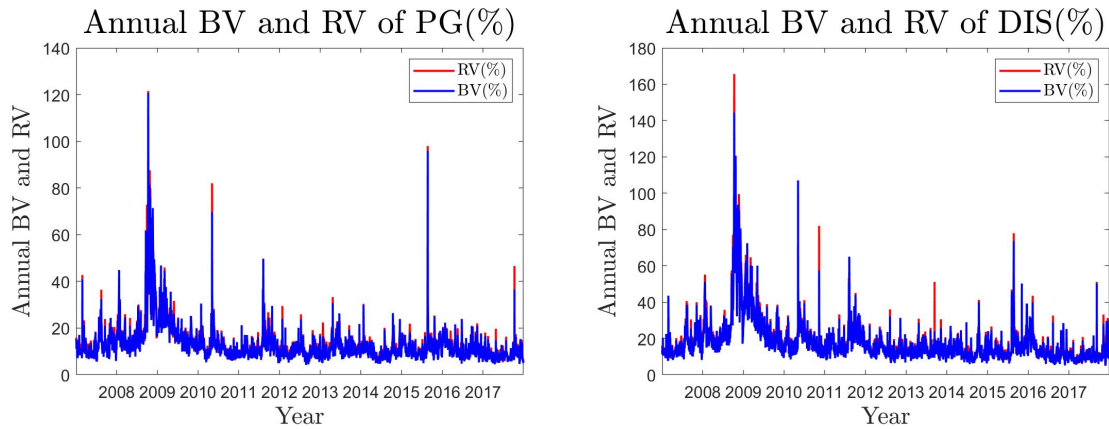 Annual BV and RV of PG(%)
140
120
100
80
60
40
20
0
Annual BV and RV
RV(%)
BV(%)
2008 2009 2010 2011 2012 2013 2014 2015 2016 2017
Year
Annual BV and RV of DIS(%)
180
160
140
120
100
80
60
40
20
0
Annual BV and RV
RV(%)
BV(%)
2008 2009 2010 2011 2012 2013 2014 2015 2016 2017
Year